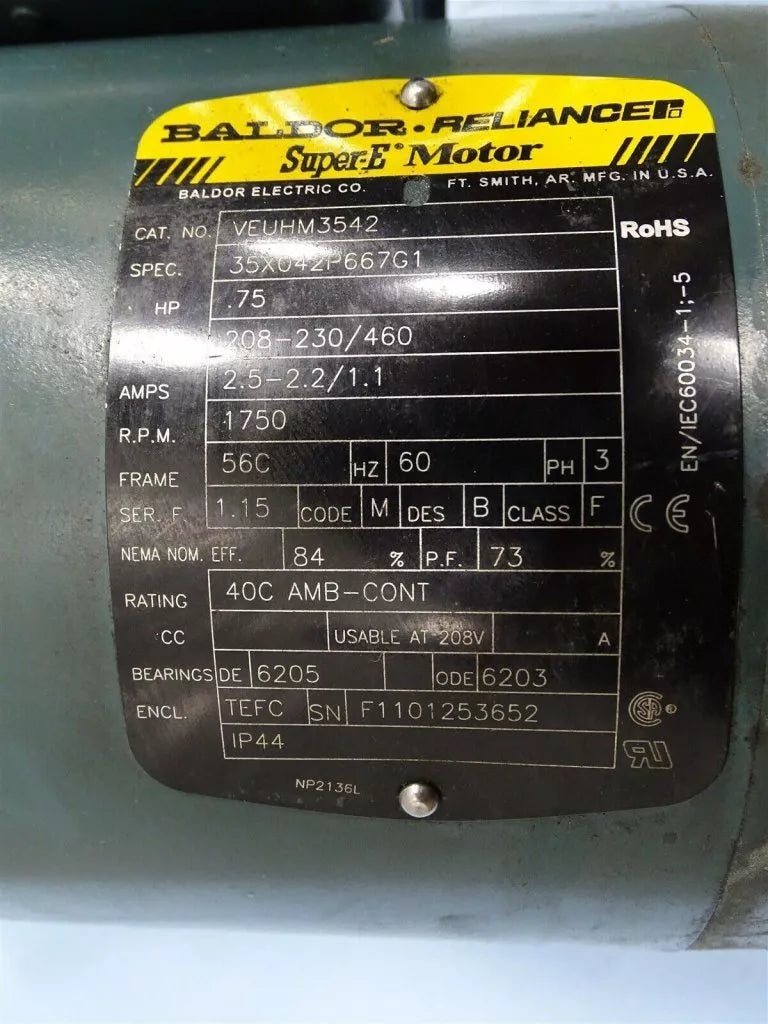 BALDOR • RELIANCE
Super-E® Motor
BALDOR ELECTRIC CO. FT. SMITH, AR. MFG. IN U.S.A.
CAT. NO. VEUHM3542
RoHS
SPEC. 35X042P667G1
HP .75
208-230/460
AMPS 2.5-2.2/1.1
R.P.M. 1750
FRAME 56C HZ 60 PH 3
SER. F. 1.15 CODE M DES B CLASS F
NEMA NOM. EFF. 84 % P.F. 73 %
RATING 40C AMB-CONT
CC USABLE AT 208V A
BEARINGS DE 6205 ODE 6203
ENCL. TEFC SN F1101253652
IP44
NP2136L
EN/IEC60034-1;-5
CE
CSA ®
RU